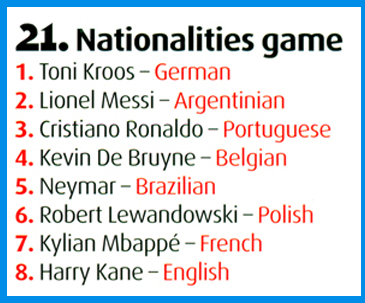 21. Nationalities game
1. Toni Kroos – German
2. Lionel Messi – Argentinian
3. Cristiano Ronaldo – Portuguese
4. Kevin De Bruyne – Belgian
5. Neymar – Brazilian
6. Robert Lewandowski – Polish
7. Kylian Mbappé – French
8. Harry Kane – English